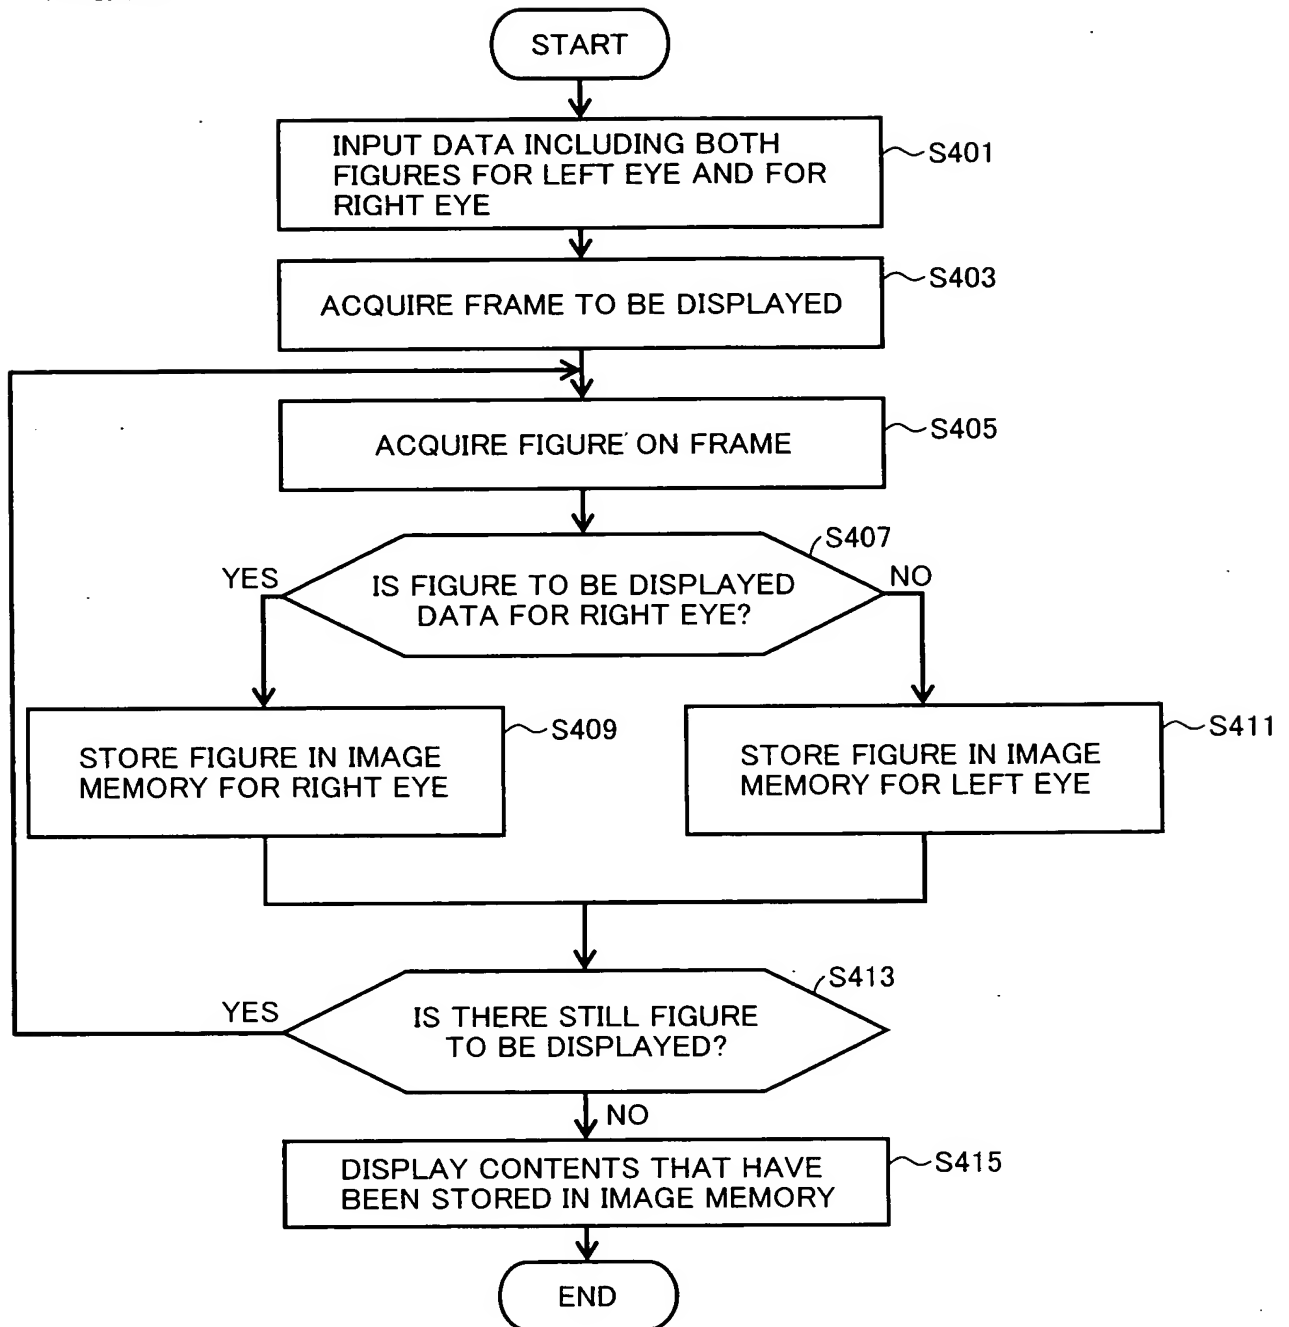 START
INPUT DATA INCLUDING BOTH
FIGURES FOR LEFT EYE AND FOR
RIGHT EYE
S401
ACQUIRE FRAME TO BE DISPLAYED
S403
ACQUIRE FIGURE ON FRAME
S405
S407
YES
IS FIGURE TO BE DISPLAYED
DATA FOR RIGHT EYE?
NO
STORE FIGURE IN IMAGE
MEMORY FOR RIGHT EYE
S409
STORE FIGURE IN IMAGE
MEMORY FOR LEFT EYE
S411
S413
YES
IS THERE STILL FIGURE
TO BE DISPLAYED?
NO
DISPLAY CONTENTS THAT HAVE
BEEN STORED IN IMAGE MEMORY
S415
END